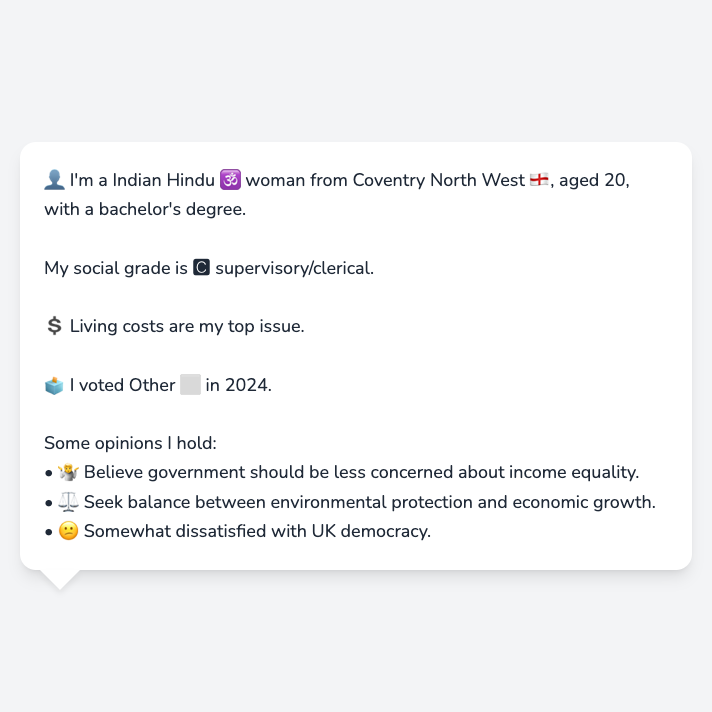 👤 I'm a Indian Hindu 🕉️ woman from Coventry North West 🏴󠁧󠁢󠁥󠁮󠁧󠁿, aged 20,
with a bachelor's degree.
My social grade is 🅲 supervisory/clerical.
💲 Living costs are my top issue.
🗳️ I voted Other ⬜ in 2024.
Some opinions I hold:
• 🤷 Believe government should be less concerned about income equality.
• ⚖️ Seek balance between environmental protection and economic growth.
• 😕 Somewhat dissatisfied with UK democracy.